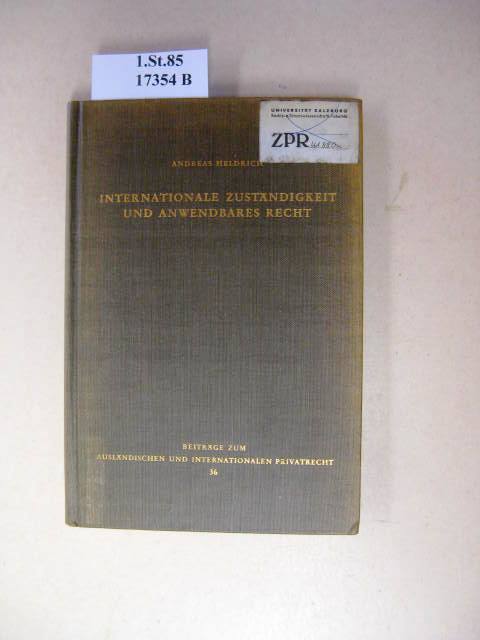 1.St.85
17354 B
UNIVERSITÄT SALZBURG
ZPR
ANDREAS HELDRICH
INTERNATIONALE ZUSTÄNDIGKEIT
UND ANWENDBARES RECHT
BEITRÄGE ZUM
AUSLÄNDISCHEN UND INTERNATIONALEN PRIVATRECHT
36